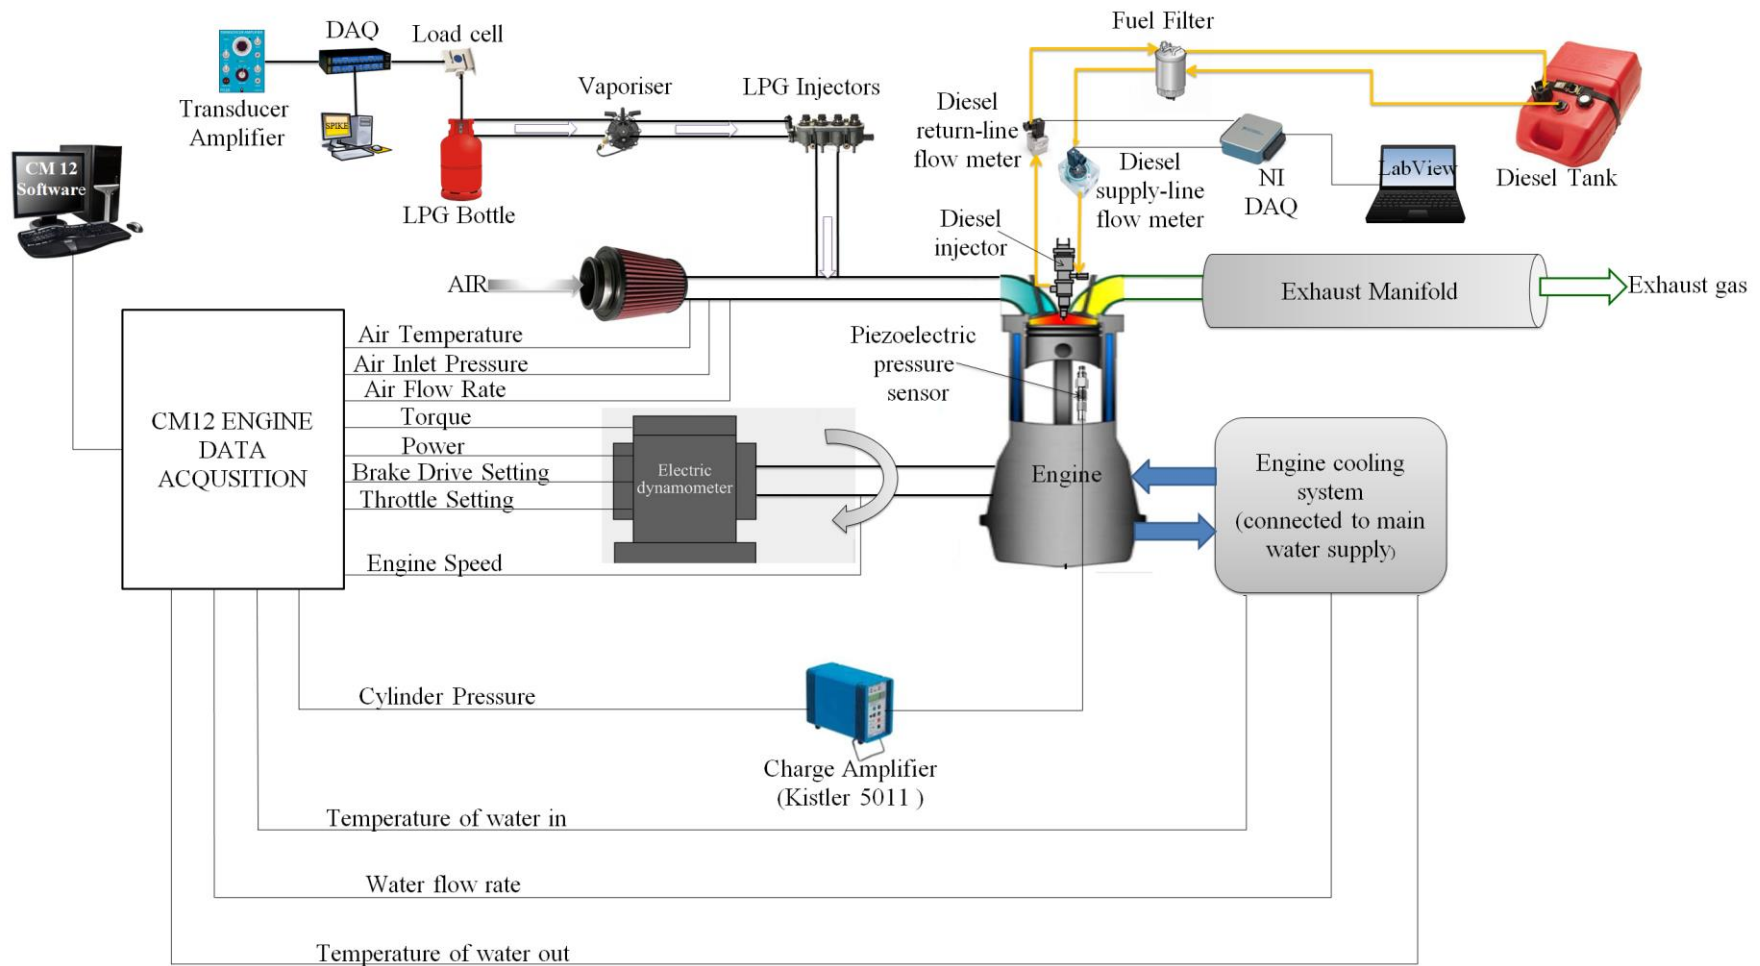 Fuel Filter
DAQ
Load cell
Vaporiser
LPG Injectors
Transducer
Amplifier
SPIKE
LPG Bottle
CM 12
Software
Diesel
return-line
flow meter
Diesel
supply-line
flow meter
NI
DAQ
LabView
Diesel Tank
Diesel
injector
AIR
Exhaust Manifold
Exhaust gas
Air Temperature
Air Inlet Pressure
Air Flow Rate
Torque
Power
Brake Drive Setting
Throttle Setting
Engine Speed
CM12 ENGINE
DATA
ACQUSITION
Piezoelectric
pressure
sensor
Electric
dynamometer
Engine
Engine cooling
system
(connected to main
water supply)
Cylinder Pressure
Charge Amplifier
(Kistler 5011 )
Temperature of water in
Water flow rate
Temperature of water out